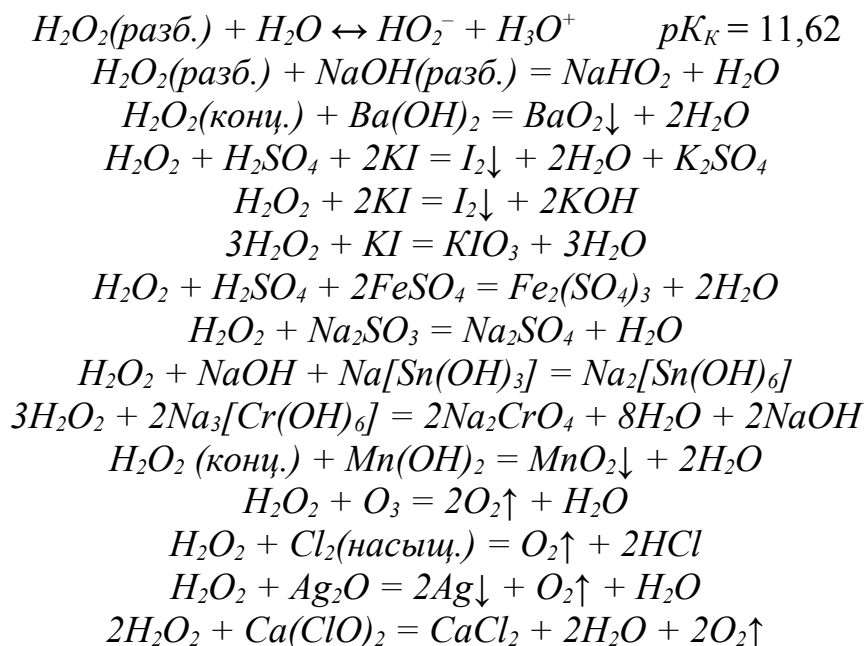 H₂O₂(разб.) + H₂O ↔ HO₂⁻ + H₃O⁺ pKК = 11,62
H₂O₂(разб.) + NaOH(разб.) = NaHO₂ + H₂O
H₂O₂(конц.) + Ba(OH)₂ = BaO₂↓ + 2H₂O
H₂O₂ + H₂SO₄ + 2KI = I₂↓ + 2H₂O + K₂SO₄
H₂O₂ + 2KI = I₂↓ + 2KOH
3H₂O₂ + KI = KIO₃ + 3H₂O
H₂O₂ + H₂SO₄ + 2FeSO₄ = Fe₂(SO₄)₃ + 2H₂O
H₂O₂ + Na₂SO₃ = Na₂SO₄ + H₂O
H₂O₂ + NaOH + Na[Sn(OH)₃] = Na₂[Sn(OH)₆]
3H₂O₂ + 2Na₃[Cr(OH)₆] = 2Na₂CrO₄ + 8H₂O + 2NaOH
H₂O₂ (конц.) + Mn(OH)₂ = MnO₂↓ + 2H₂O
H₂O₂ + O₃ = 2O₂↑ + H₂O
H₂O₂ + Cl₂(насыщ.) = O₂↑ + 2HCl
H₂O₂ + Ag₂O = 2Ag↓ + O₂↑ + H₂O
2H₂O₂ + Ca(ClO)₂ = CaCl₂ + 2H₂O + 2O₂↑